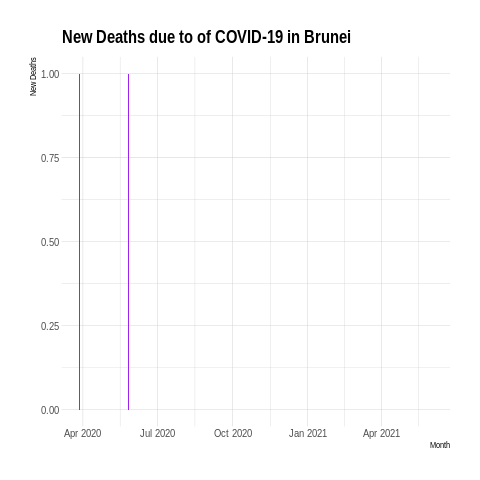 New Deaths due to of COVID-19 in Brunei
New Deaths
1.00
0.75
0.50
0.25
0.00
Apr 2020 Jul 2020 Oct 2020 Jan 2021 Apr 2021
Month